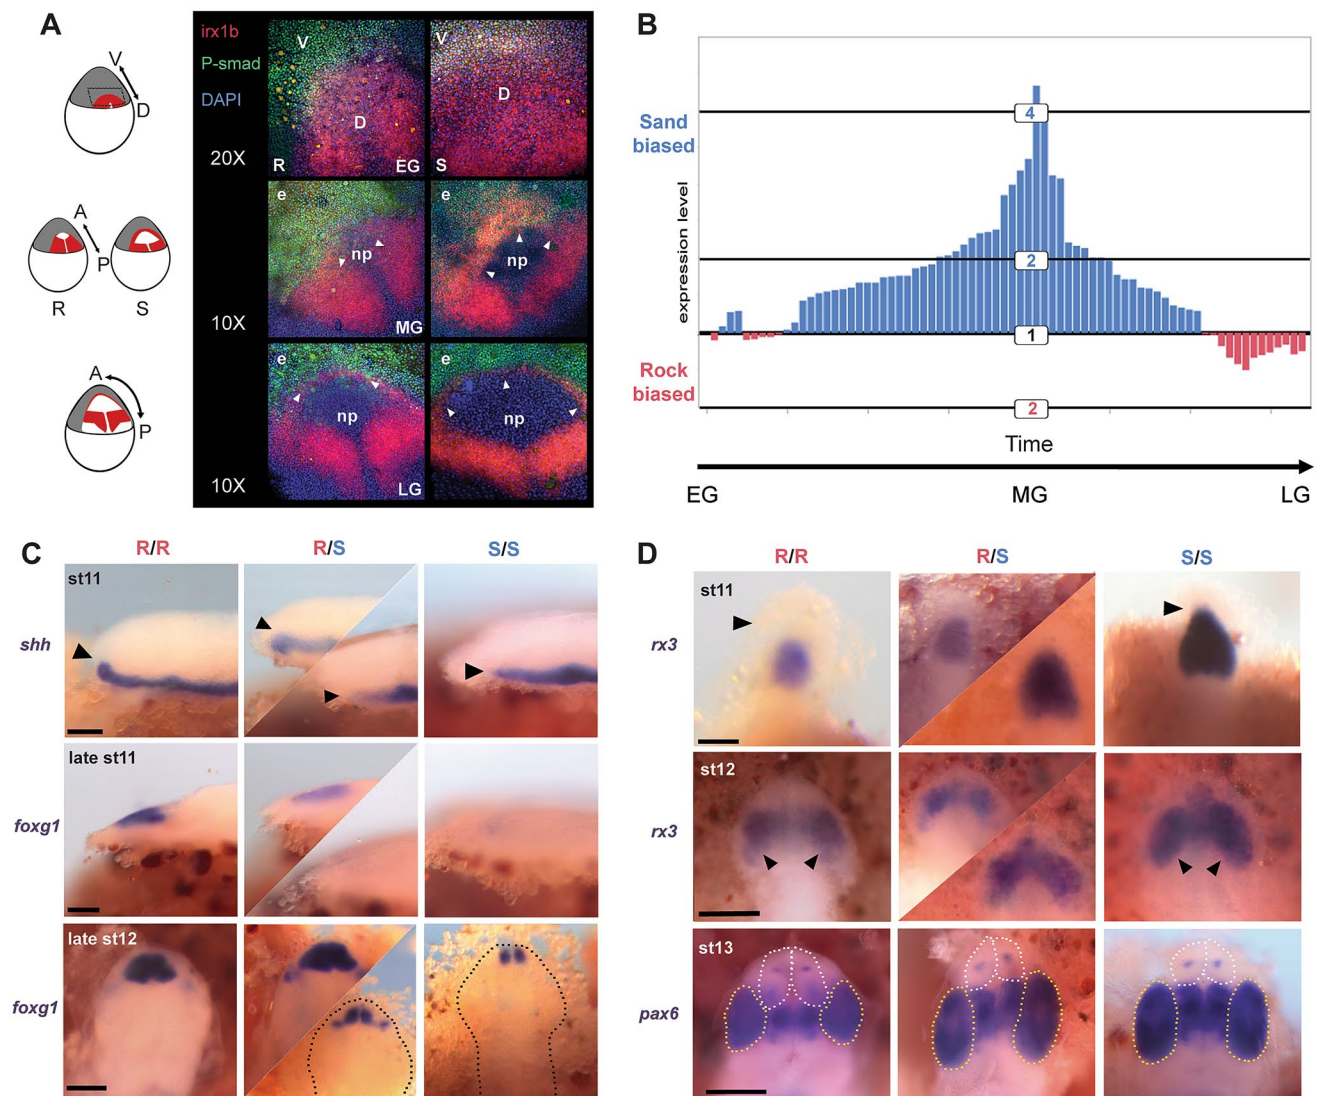 A
V
D
A
P
R
S
A
P
irx1b
P-smad
DAPI
20X
10X
10X
V
D
R
EG
V
D
S
e
np
MG
e
np
e
np
LG
e
np
B
Sand
biased
Rock
biased
expression level
4
2
1
2
Time
EG
MG
LG
C
R/R
R/S
S/S
st11
shh
late st11
foxg1
late st12
foxg1
D
R/R
R/S
S/S
st11
rx3
st12
rx3
st13
pax6